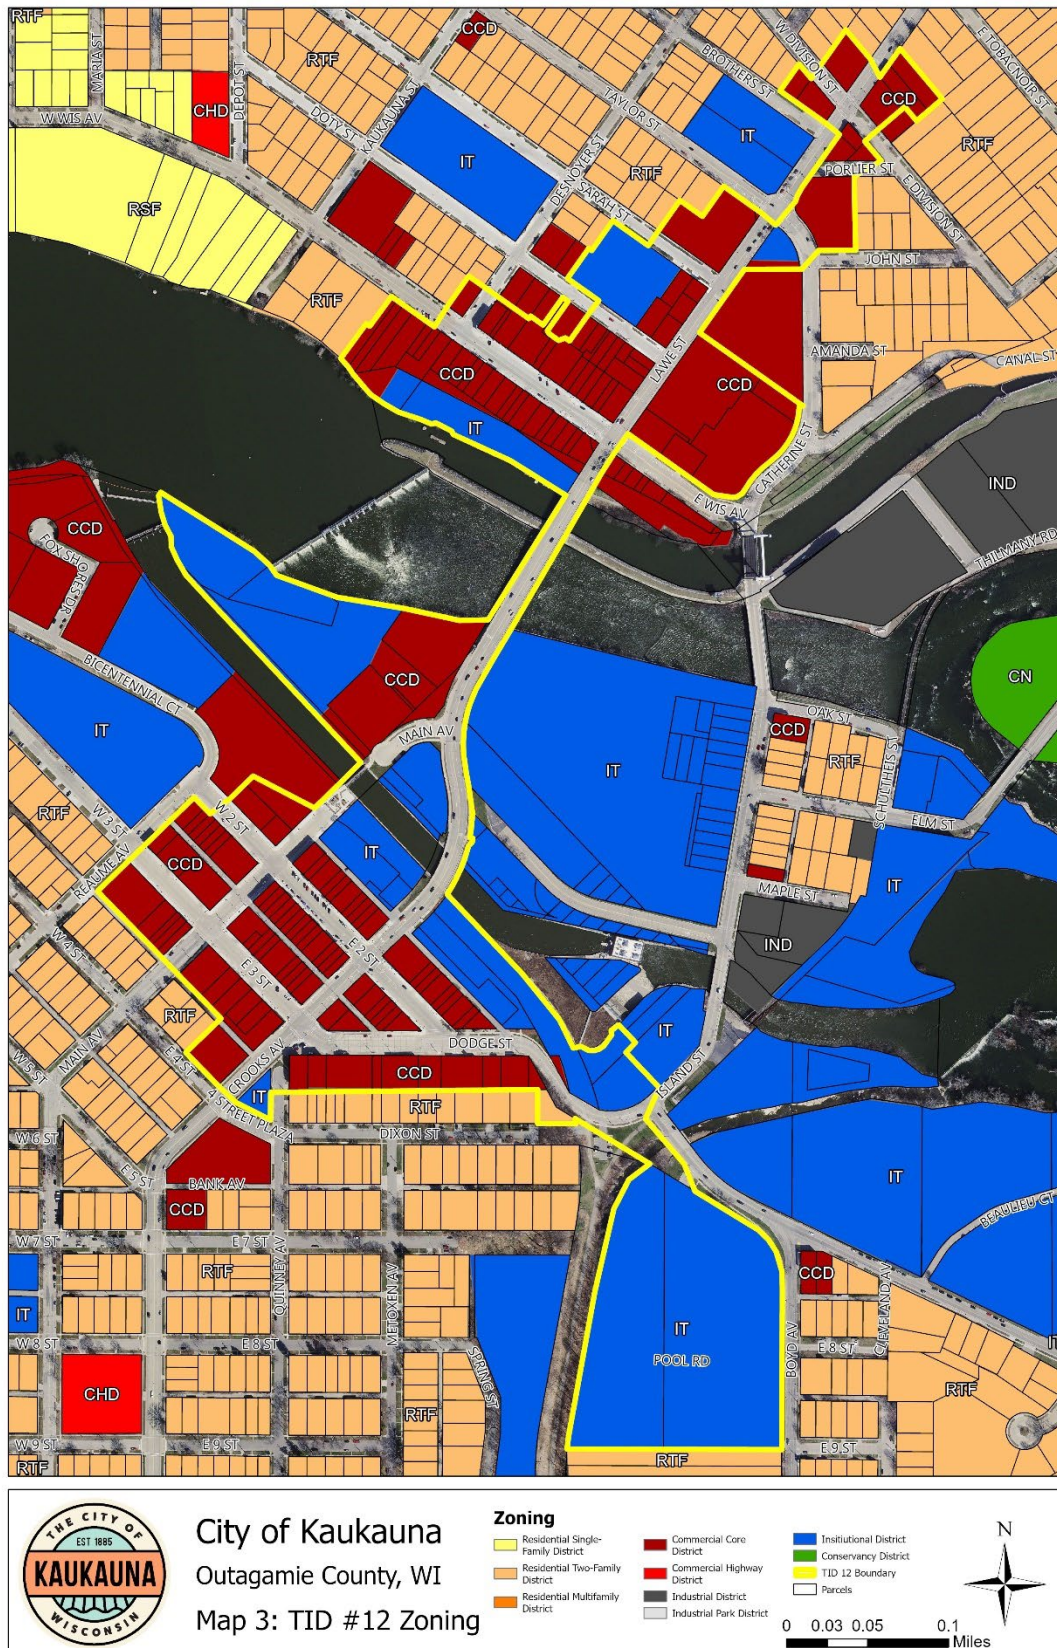 RTF
MARIA ST
W WIS AV
CHD
DEPOT ST
RTF
CCD
KAUKAUNA ST
DOTY ST
IT
TAYLOR ST
BROTHERS ST
W DIVISION ST
E TOBACNOIR ST
CCD
IT
DESNOYER ST
SARAH ST
RTF
PORLIER ST
RTF
E DIVISION ST
JOHN ST
RSF
RTF
CCD
IT
LAWE ST
CCD
AMANDA ST
CANAL ST
CATHERINE ST
E WIS AV
IND
THILMANY RD
CCD
FOX SHORES DR
BICENTENNIAL CT
IT
CCD
MAIN AV
IT
CN
OAK ST
CCD
RTF
SCHULTHEIS ST
ELM ST
MAPLE ST
IT
IND
RTF
W 3 ST
W 2 ST
REAUME AV
CCD
IT
E 2 ST
E 3 ST
W 4 ST
RTF
MAIN AV
W 5 ST
E 4 ST
CROOKS AV
DODGE ST
CCD
IT
4 STREET PLAZA
RTF
DIXON ST
IT
ISLAND ST
W 6 ST
E 5 ST
BANK AV
CCD
W 7 ST
E 7 ST
RTF
QUINNEY AV
METOXEN AV
IT
BEAULIEU CT
CCD
CLEVELAND AV
IT
W 8 ST
E 8 ST
SPRING ST
IT
POOL RD
BOYD AV
E 8 ST
IT
CHD
RTF
RTF
W 9 ST
E 9 ST
RTF
RTF
E 9 ST
THE CITY OF
EST 1885
KAUKAUNA
WISCONSIN
City of Kaukauna
Outagamie County, WI
Map 3: TID #12 Zoning
Zoning
Residential Single-
Family District
Residential Two-Family
District
Residential Multifamily
District
Commercial Core
District
Commercial Highway
District
Industrial District
Industrial Park District
Insitiutional District
Conservancy District
TID 12 Boundary
Parcels
N
0 0.03 0.05 0.1
Miles